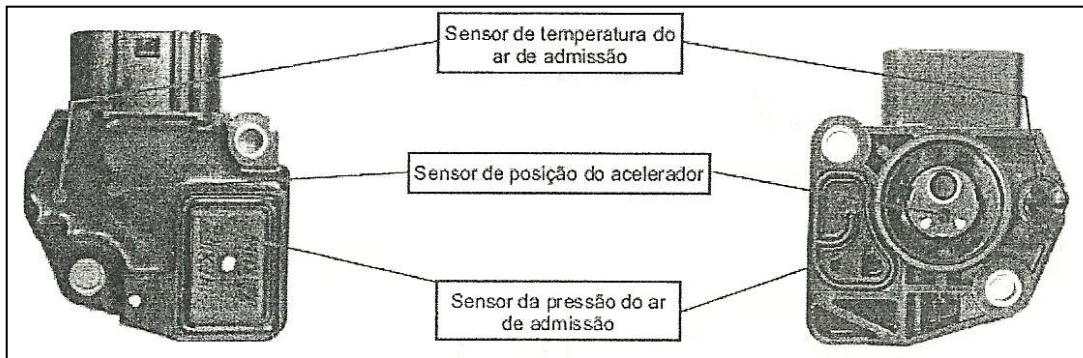 Sensor de temperatura do
ar de admissão
Sensor de posição do acelerador
Sensor da pressão do ar
de admissão